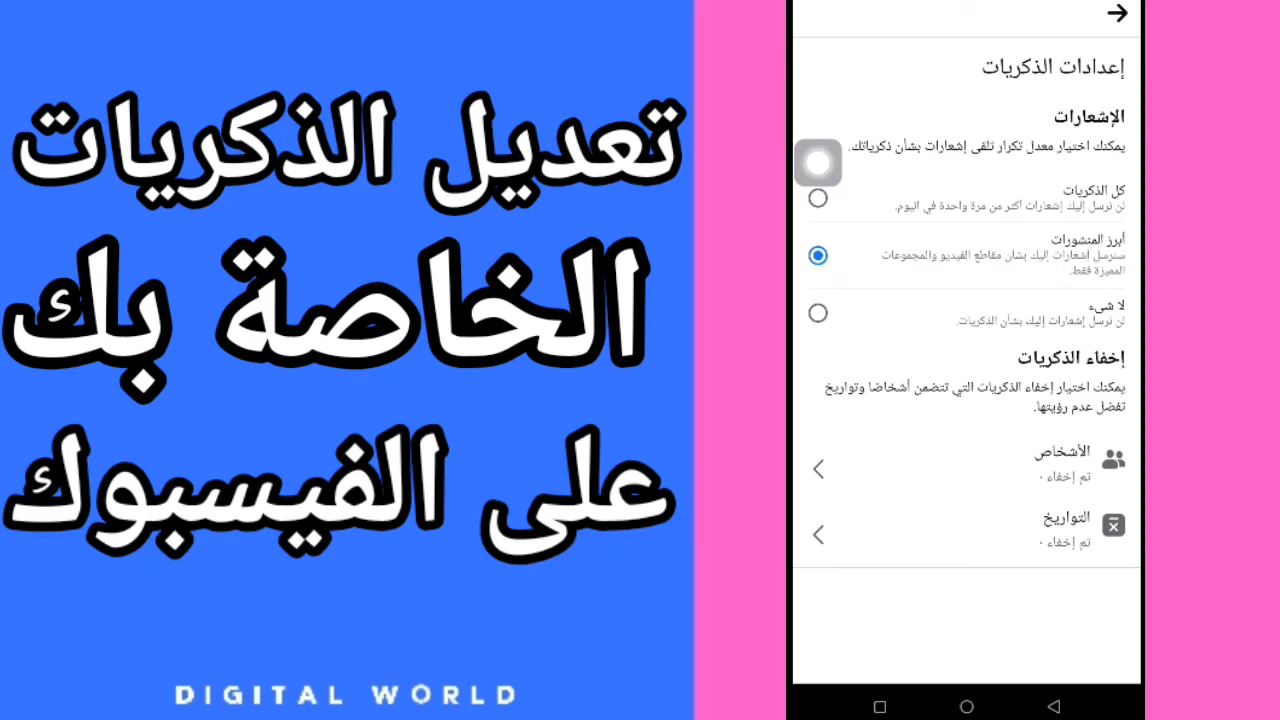 تعديل الذكريات
الخاصة بك
على الفيسبوك
DIGITAL WORLD
إعدادات الذكريات
الإشعارات
يمكنك اختيار معدل تكرار تلقى إشعارات بشأن ذكرياتك.
كل الذكريات
لن نرسل إليك إشعارات أكثر من مرة واحدة في اليوم.
أبرز المنشورات
سنرسل إشعارات إليك بشأن مقاطع الفيديو والمجموعات
المميزة فقط.
لا شىء
لن نرسل إشعارات إليك بشأن الذكريات.
إخفاء الذكريات
يمكنك اختيار إخفاء الذكريات التي تتضمن أشخاصًا وتواريخ
تفضل عدم رؤيتها.
الأشخاص
تم إخفاء ٠
التواريخ
تم إخفاء ٠